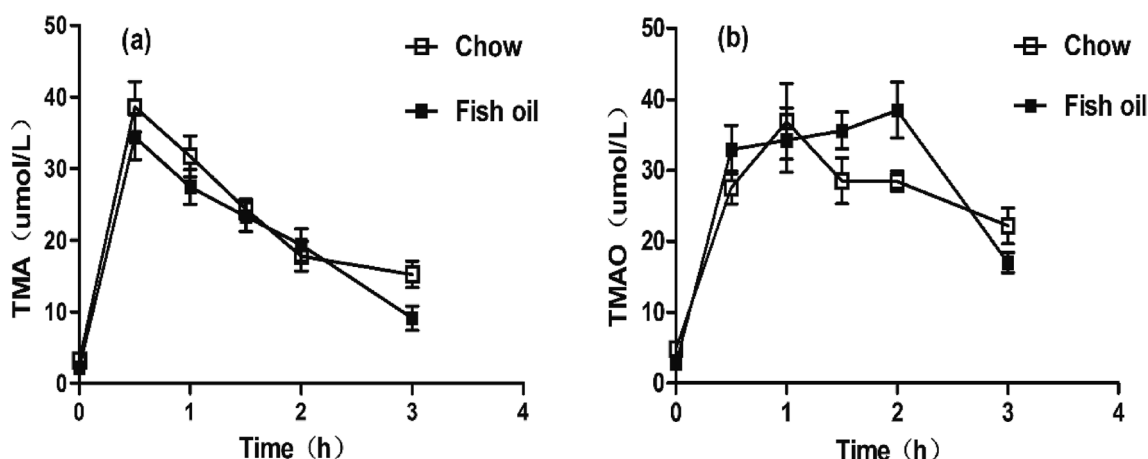 (a)
Chow
Fish oil
TMA（umol/L）
50
40
30
20
10
0
0 1 2 3 4
Time（h）
(b)
Chow
Fish oil
TMAO（umol/L）
50
40
30
20
10
0
0 1 2 3 4
Time（h）